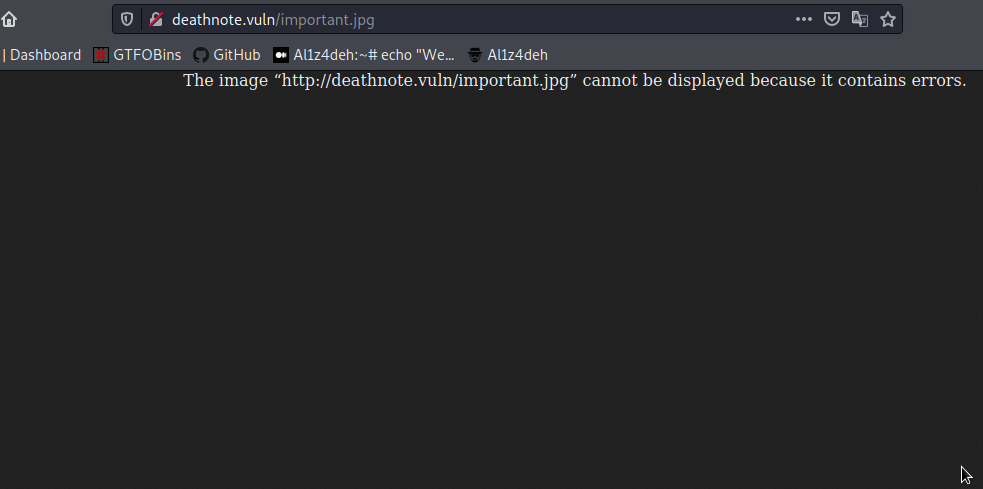 deathnote.vuln/important.jpg
| Dashboard GTFOBins GitHub Al1z4deh:~# echo "We... Al1z4deh
The image “http://deathnote.vuln/important.jpg” cannot be displayed because it contains errors.